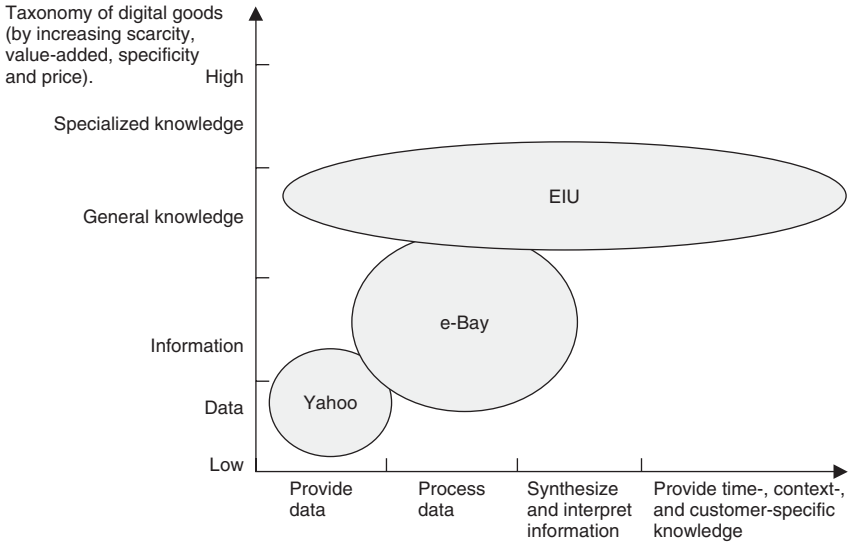 Taxonomy of digital goods
(by increasing scarcity,
value-added, specificity
and price).
High
Specialized knowledge
General knowledge
Information
Data
Low
EIU
e-Bay
Yahoo
Provide
data
Process
data
Synthesize
and interpret
information
Provide time-, context-,
and customer-specific
knowledge